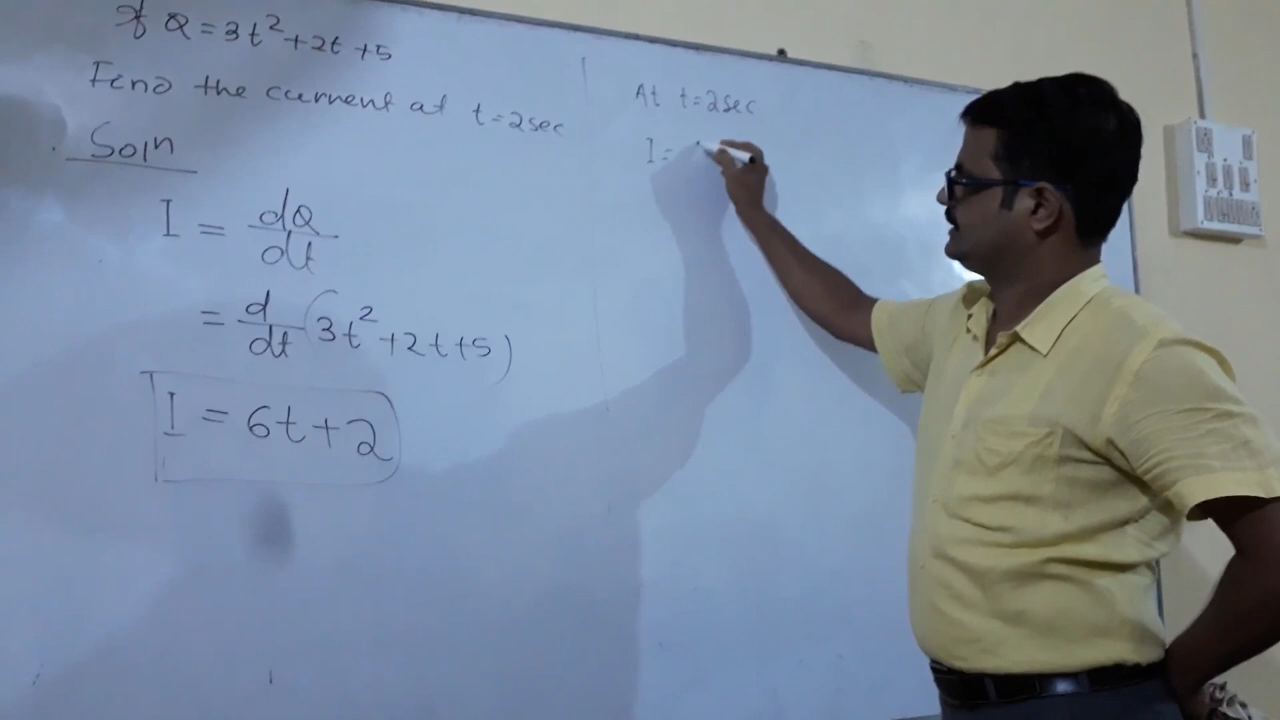 If Q = 3t² + 2t + 5
Find the current at t = 2sec
Soln
I = dQ/dt
= d/dt (3t² + 2t + 5)
I = 6t + 2
At t = 2sec
I =